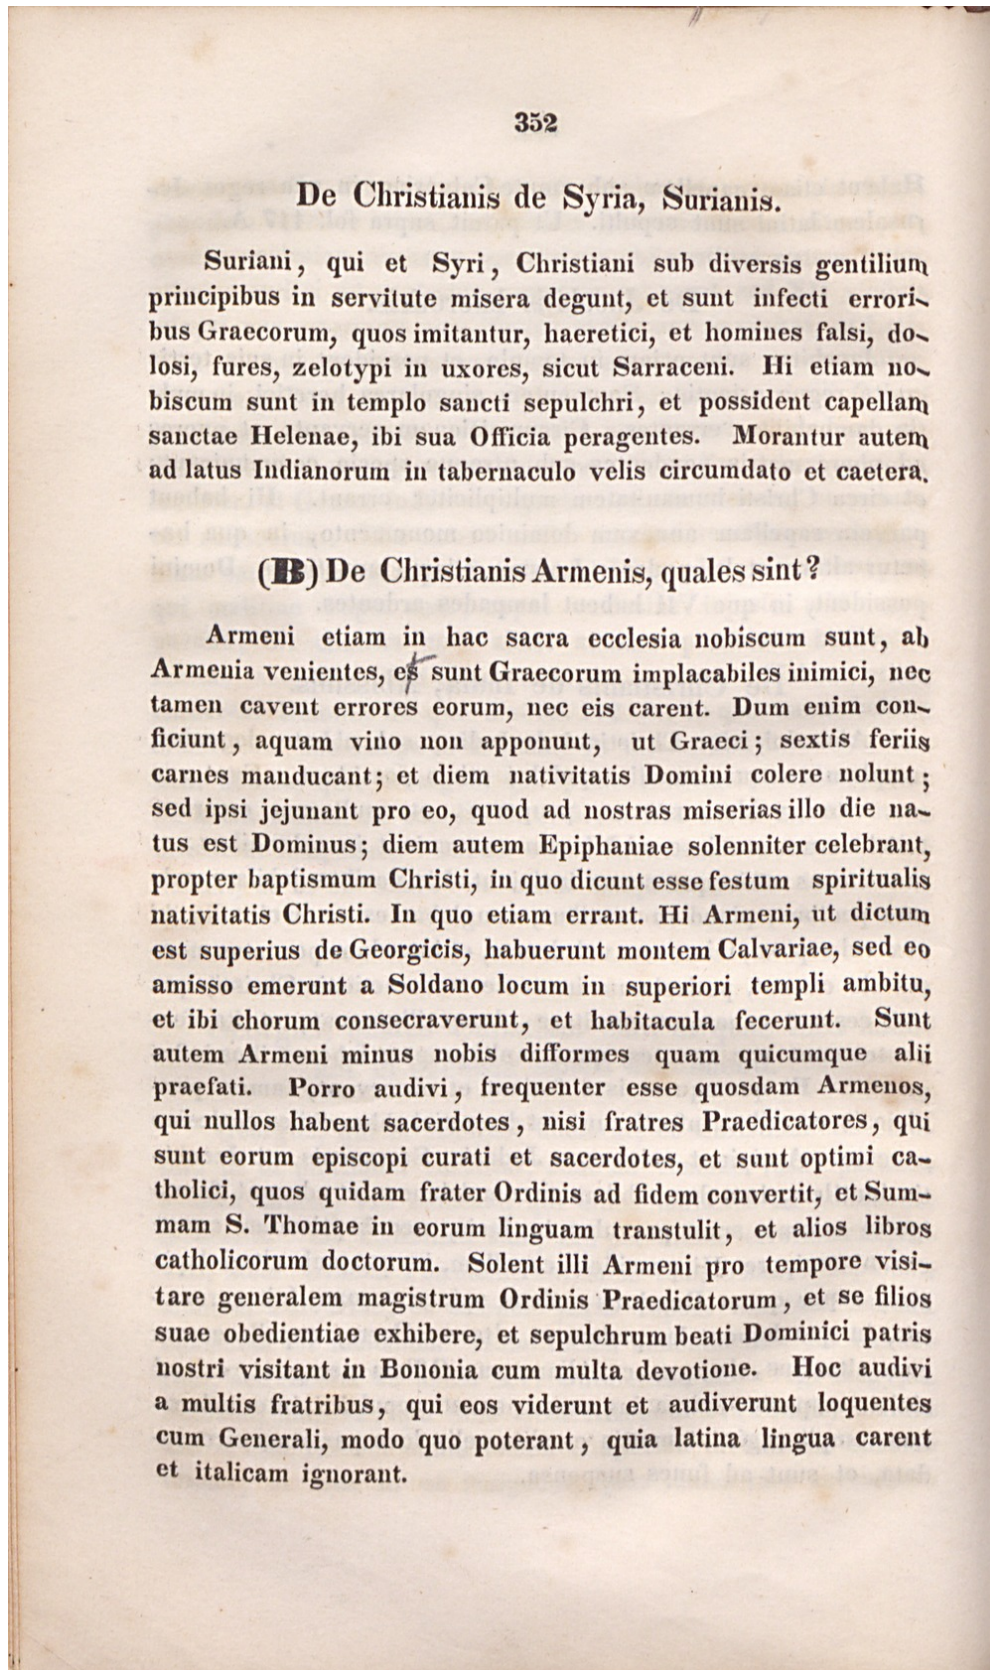 352
De Christianis de Syria, Surianis.
Suriani, qui et Syri, Christiani sub diversis gentilium
principibus in servitute misera degunt, et sunt infecti errori-
bus Graecorum, quos imitantur, haeretici, et homines falsi, do-
losi, fures, zelotypi in uxores, sicut Sarraceni. Hi etiam no-
biscum sunt in templo sancti sepulchri, et possident capellam
sanctae Helenae, ibi sua Officia peragentes. Morantur autem
ad latus Indianorum in tabernaculo velis circumdato et caetera.
(B) De Christianis Armenis, quales sint?
Armeni etiam in hac sacra ecclesia nobiscum sunt, ab
Armenia venientes, es sunt Graecorum implacabiles inimici, nec
tamen cavent errores eorum, nec eis carent. Dum enim con-
ficiunt, aquam vino non apponunt, ut Graeci; sextis feriis
carnes manducant; et diem nativitatis Domini colere nolunt;
sed ipsi jejunant pro eo, quod ad nostras miserias illo die na-
tus est Dominus; diem autem Epiphaniae solenniter celebrant,
propter baptismum Christi, in quo dicunt esse festum spiritualis
nativitatis Christi. In quo etiam errant. Hi Armeni, ut dictum
est superius de Georgicis, habuerunt montem Calvariae, sed eo
amisso emerunt a Soldano locum in superiori templi ambitu,
et ibi chorum consecraverunt, et habitacula fecerunt. Sunt
autem Armeni minus nobis difformes quam quicumque alii
praefati. Porro audivi, frequenter esse quosdam Armenos,
qui nullos habent sacerdotes, nisi fratres Praedicatores, qui
sunt eorum episcopi curati et sacerdotes, et sunt optimi ca-
tholici, quos quidam frater Ordinis ad fidem convertit, et Sum-
mam S. Thomae in eorum linguam transtulit, et alios libros
catholicorum doctorum. Solent illi Armeni pro tempore visi-
tare generalem magistrum Ordinis Praedicatorum, et se filios
suae obedientiae exhibere, et sepulchrum beati Dominici patris
nostri visitant in Bononia cum multa devotione. Hoc audivi
a multis fratribus, qui eos viderunt et audiverunt loquentes
cum Generali, modo quo poterant, quia latina lingua carent
et italicam ignorant.